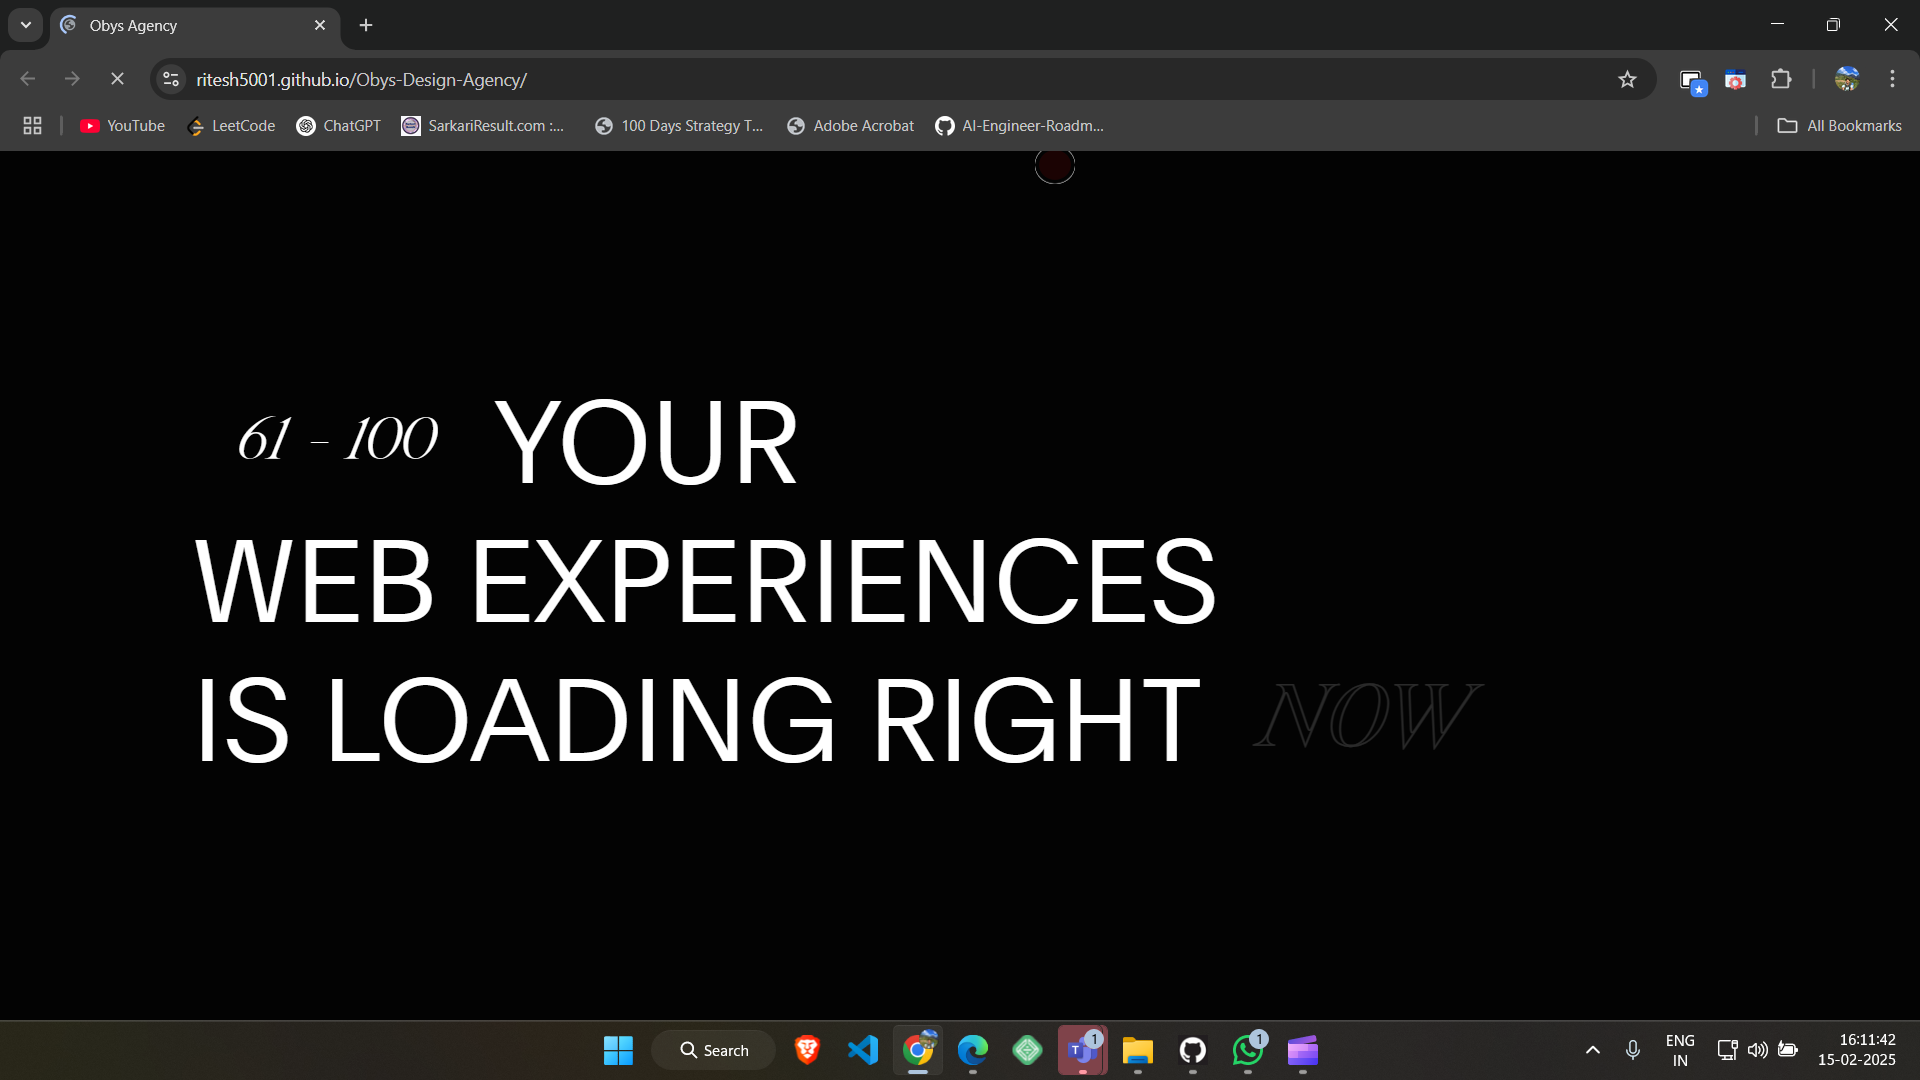 Obys Agency
ritesh5001.github.io/Obys-Design-Agency/
YouTube LeetCode ChatGPT SarkariResult.com :... 100 Days Strategy T... Adobe Acrobat AI-Engineer-Roadm... All Bookmarks
61 - 100 YOUR
WEB EXPERIENCES
IS LOADING RIGHT NOW
Search
1
1
ENG
IN
16:11:42
15-02-2025